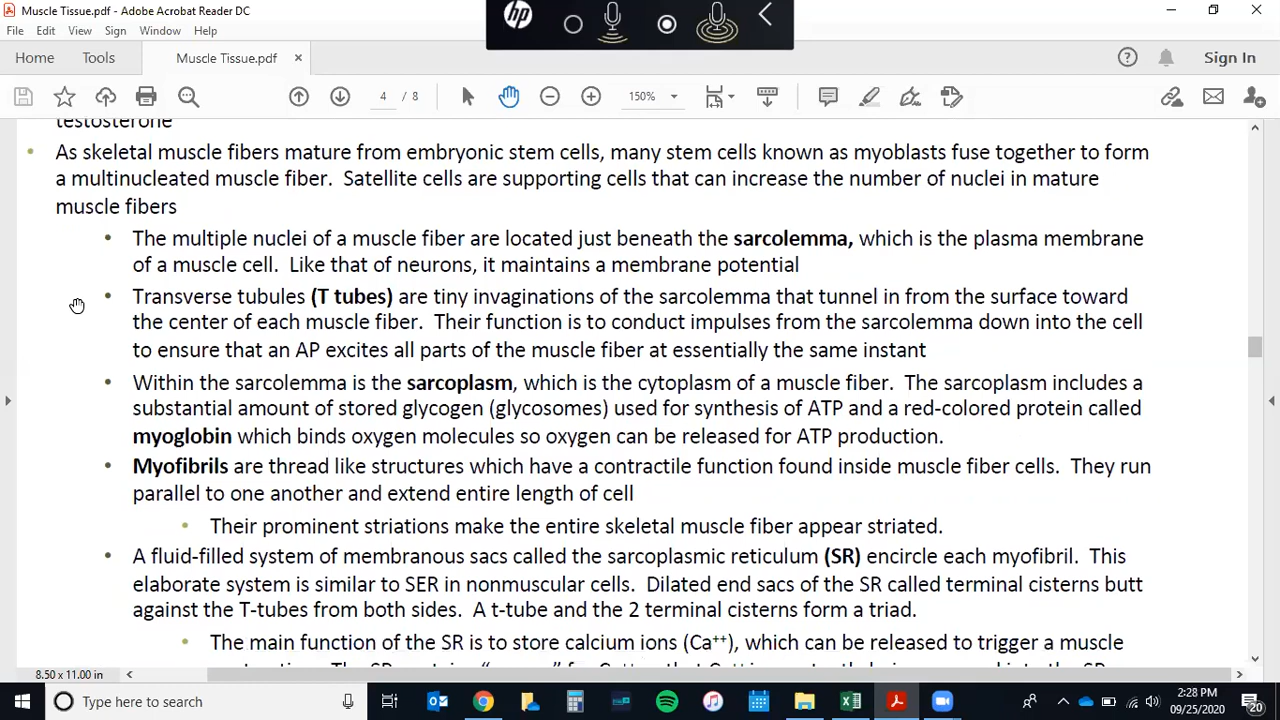 Muscle Tissue.pdf - Adobe Acrobat Reader DC
File Edit View Sign Window Help
hp
Home Tools Muscle Tissue.pdf × ? Sign In
4 / 8 150%
testosterone
• As skeletal muscle fibers mature from embryonic stem cells, many stem cells known as myoblasts fuse together to form
a multinucleated muscle fiber. Satellite cells are supporting cells that can increase the number of nuclei in mature
muscle fibers
• The multiple nuclei of a muscle fiber are located just beneath the sarcolemma, which is the plasma membrane
of a muscle cell. Like that of neurons, it maintains a membrane potential
• Transverse tubules (T tubes) are tiny invaginations of the sarcolemma that tunnel in from the surface toward
the center of each muscle fiber. Their function is to conduct impulses from the sarcolemma down into the cell
to ensure that an AP excites all parts of the muscle fiber at essentially the same instant
• Within the sarcolemma is the sarcoplasm, which is the cytoplasm of a muscle fiber. The sarcoplasm includes a
substantial amount of stored glycogen (glycosomes) used for synthesis of ATP and a red-colored protein called
myoglobin which binds oxygen molecules so oxygen can be released for ATP production.
• Myofibrils are thread like structures which have a contractile function found inside muscle fiber cells. They run
parallel to one another and extend entire length of cell
• Their prominent striations make the entire skeletal muscle fiber appear striated.
• A fluid-filled system of membranous sacs called the sarcoplasmic reticulum (SR) encircle each myofibril. This
elaborate system is similar to SER in nonmuscular cells. Dilated end sacs of the SR called terminal cisterns butt
against the T-tubes from both sides. A t-tube and the 2 terminal cisterns form a triad.
• The main function of the SR is to store calcium ions (Ca⁺⁺), which can be released to trigger a muscle
8.50 x 11.00 in
Type here to search
2:28 PM
09/25/2020
20